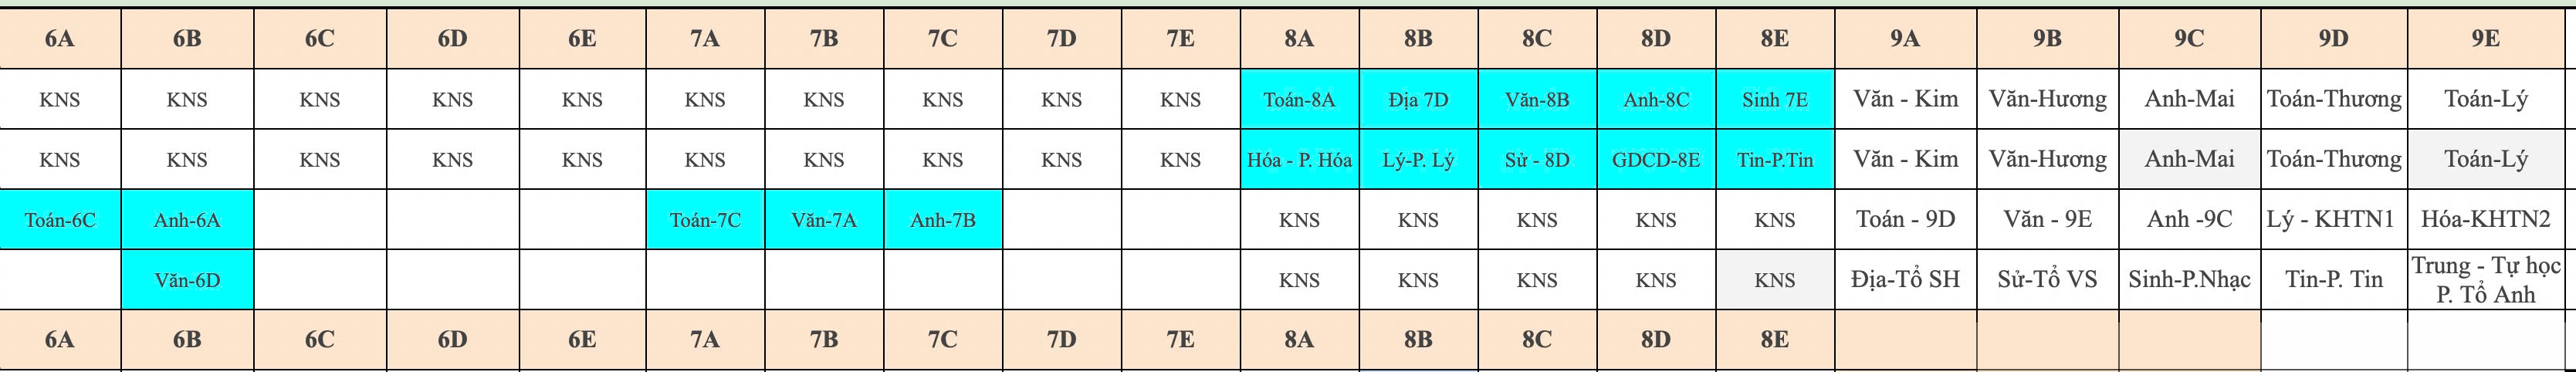 6A 6B 6C 6D 6E 7A 7B 7C 7D 7E 8A 8B 8C 8D 8E 9A 9B 9C 9D 9E
KNS KNS KNS KNS KNS KNS KNS KNS KNS KNS Toán-8A Địa 7D Văn-8B Anh-8C Sinh 7E Văn - Kim Văn-Hương Anh-Mai Toán-Thương Toán-Lý
KNS KNS KNS KNS KNS KNS KNS KNS KNS KNS Hóa - P. Hóa Lý-P. Lý Sử - 8D GDCD-8E Tin-P.Tin Văn - Kim Văn-Hương Anh-Mai Toán-Thương Toán-Lý
Toán-6C Anh-6A Toán-7C Văn-7A Anh-7B KNS KNS KNS KNS KNS Toán - 9D Văn - 9E Anh -9C Lý - KHTN1 Hóa-KHTN2
Văn-6D KNS KNS KNS KNS KNS Địa-Tổ SH Sử-Tổ VS Sinh-P.Nhạc Tin-P. Tin Trung - Tự học
P. Tổ Anh
6A 6B 6C 6D 6E 7A 7B 7C 7D 7E 8A 8B 8C 8D 8E